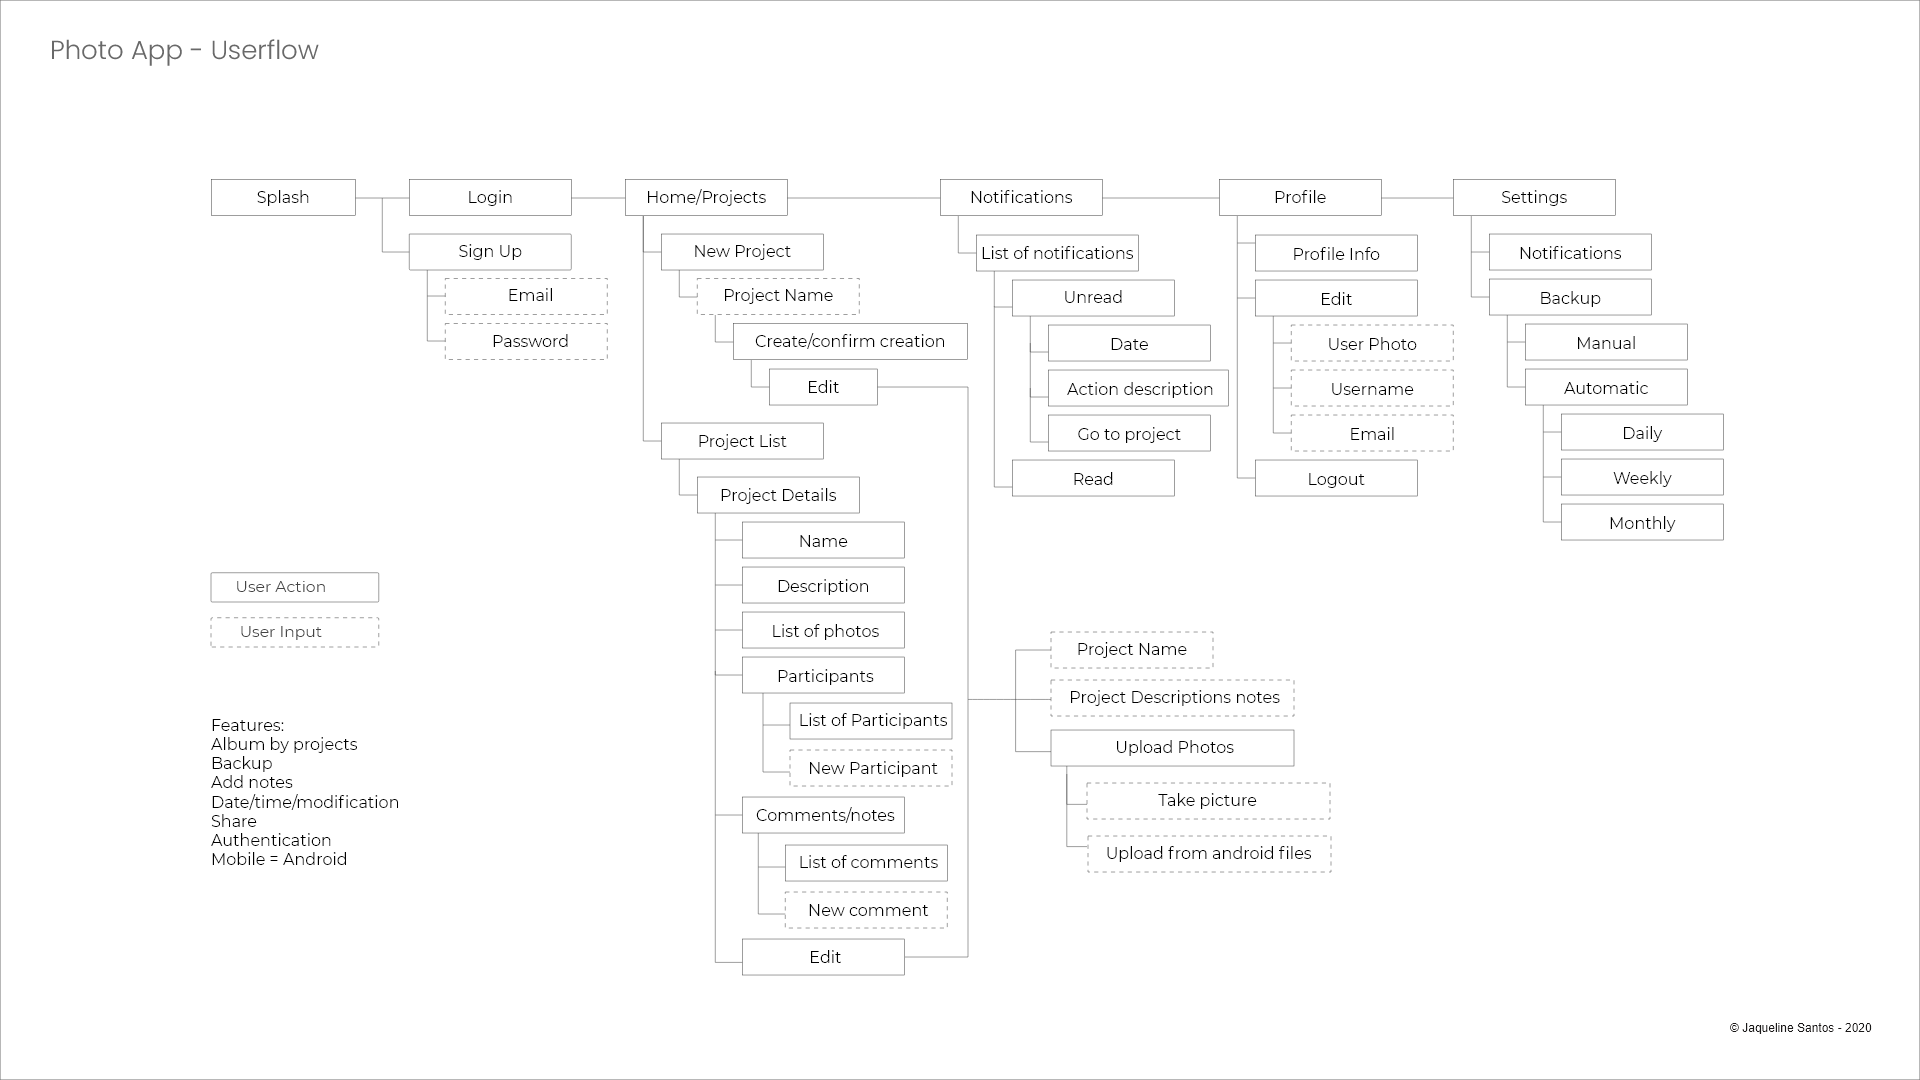 Photo App - Userflow
Splash
Login
Home/Projects
Notifications
Profile
Settings
Sign Up
Email
Password
New Project
Project Name
Create/confirm creation
Edit
Project List
Project Details
Name
Description
List of photos
Participants
List of Participants
New Participant
Comments/notes
List of comments
New comment
Edit
List of notifications
Unread
Date
Action description
Go to project
Read
Profile Info
Edit
User Photo
Username
Email
Logout
Notifications
Backup
Manual
Automatic
Daily
Weekly
Monthly
Project Name
Project Descriptions notes
Upload Photos
Take picture
Upload from android files
User Action
User Input
Features:
Album by projects
Backup
Add notes
Date/time/modification
Share
Authentication
Mobile = Android
© Jaqueline Santos - 2020